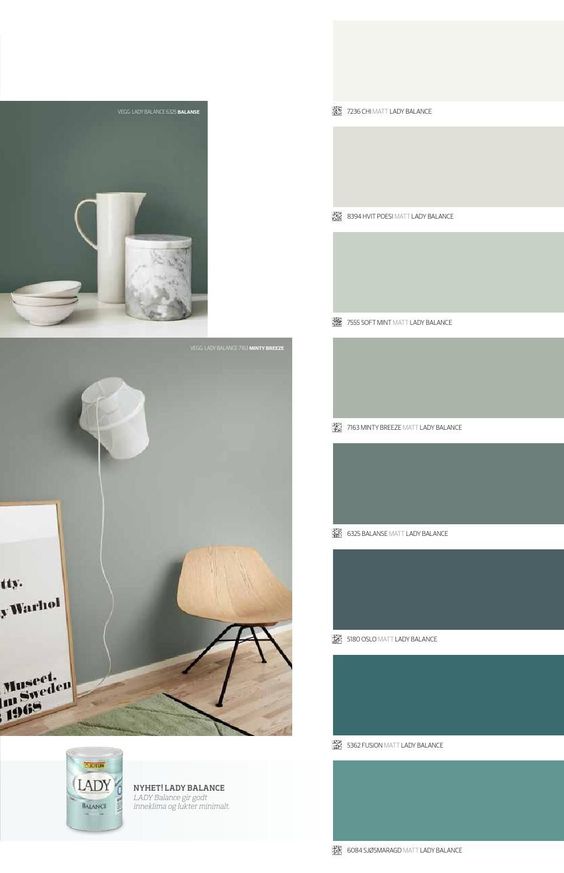 VEGG: LADY BALANCE 6325 BALANSE
VEGG: LADY BALANCE 7163 MINTY BREEZE
tty.
y Warhol
Museet,
lm Sweden
1968
JOTUN
LADY
BALANCE
NYHET! LADY BALANCE
LADY Balance gir godt
inneklima og lukter minimalt.
7236 CHI MATT LADY BALANCE
8394 HVIT POESI MATT LADY BALANCE
7555 SOFT MINT MATT LADY BALANCE
7163 MINTY BREEZE MATT LADY BALANCE
6325 BALANSE MATT LADY BALANCE
5180 OSLO MATT LADY BALANCE
5362 FUSION MATT LADY BALANCE
6084 SJØSMARAGD MATT LADY BALANCE